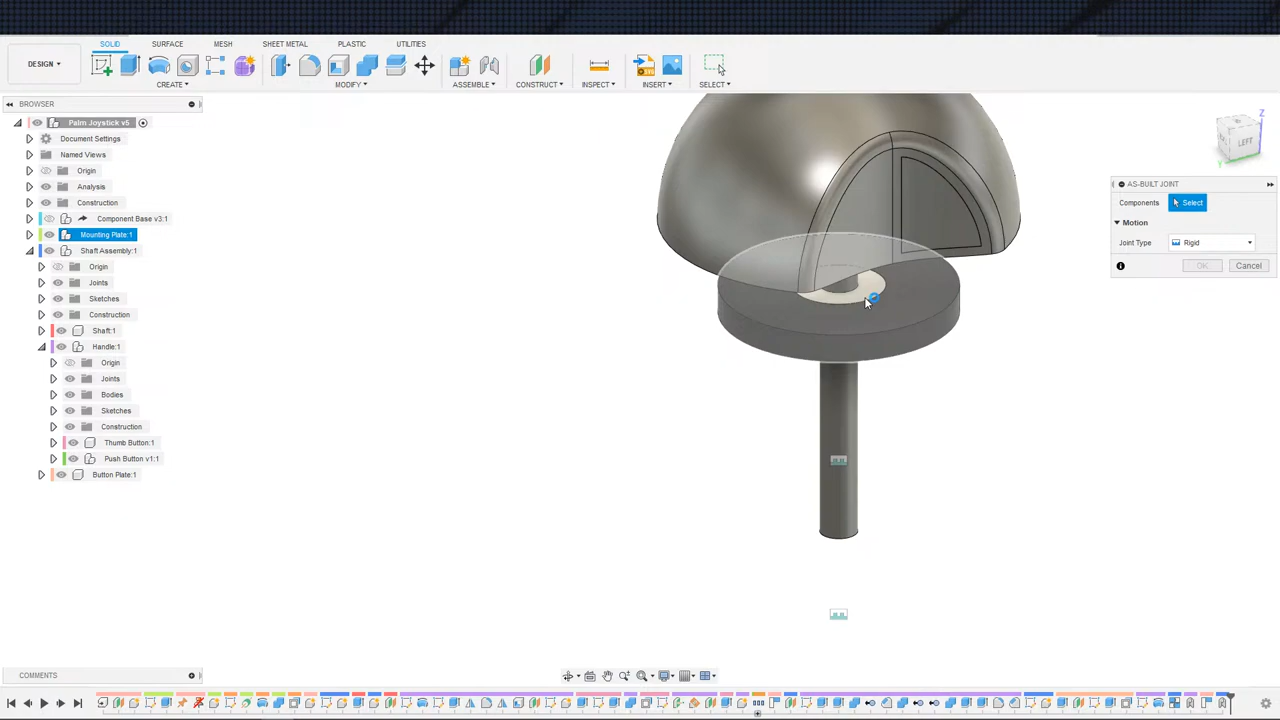 SOLID SURFACE MESH SHEET METAL PLASTIC UTILITIES
DESIGN
CREATE MODIFY ASSEMBLE CONSTRUCT INSPECT INSERT SELECT
BROWSER
Palm Joystick v5
Document Settings
Named Views
Origin
Analysis
Construction
Component Base v3:1
Mounting Plate:1
Shaft Assembly:1
Origin
Joints
Sketches
Construction
Shaft:1
Handle:1
Origin
Joints
Bodies
Sketches
Construction
Thumb Button:1
Push Button v1:1
Button Plate:1
Z
LEFT
Y
AS-BUILT JOINT
Components Select
Motion
Joint Type Rigid
OK Cancel
COMMENTS